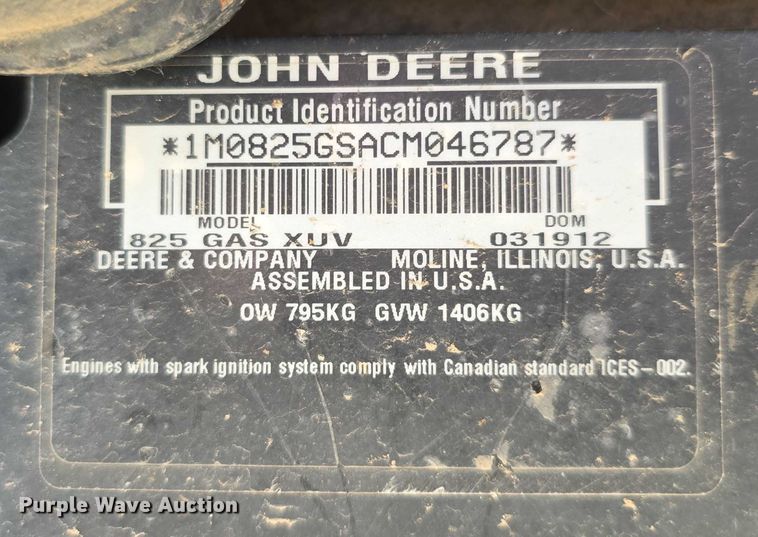 JOHN DEERE
Product Identification Number
*1M0825GSACM046787*
MODEL DOM
825 GAS XUV 031912
DEERE & COMPANY MOLINE, ILLINOIS, U.S.A.
ASSEMBLED IN U.S.A.
OW 795KG GVW 1406KG
Engines with spark ignition system comply with Canadian standard ICES-002.
Purple Wave Auction